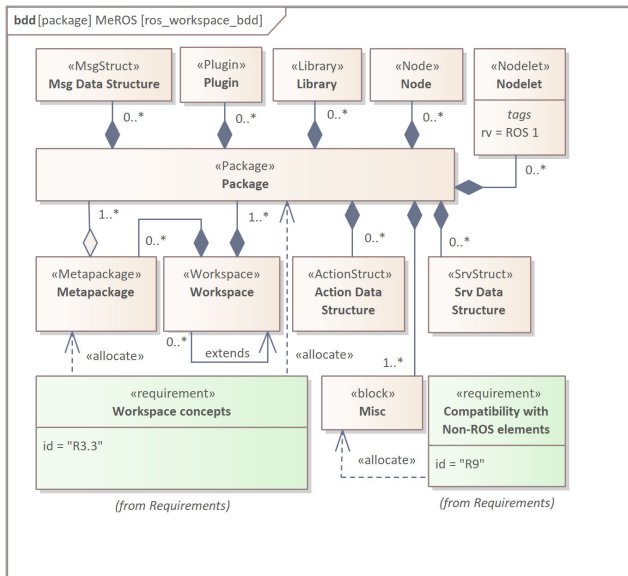 bdd [package] MeROS [ros_workspace_bdd]
«MsgStruct»
Msg Data Structure
«Plugin»
Plugin
«Library»
Library
«Node»
Node
«Nodelet»
Nodelet
tags
rv = ROS 1
0..*
0..*
0..*
0..*
0..*
«Package»
Package
1..*
0..*
1..*
0..*
0..*
«Metapackage»
Metapackage
«Workspace»
Workspace
«ActionStruct»
Action Data
Structure
«SrvStruct»
Srv Data
Structure
0..*
extends
«allocate»
«allocate»
1..*
«requirement»
Workspace concepts
id = "R3.3"
(from Requirements)
«block»
Misc
«allocate»
«requirement»
Compatibility with
Non-ROS elements
id = "R9"
(from Requirements)